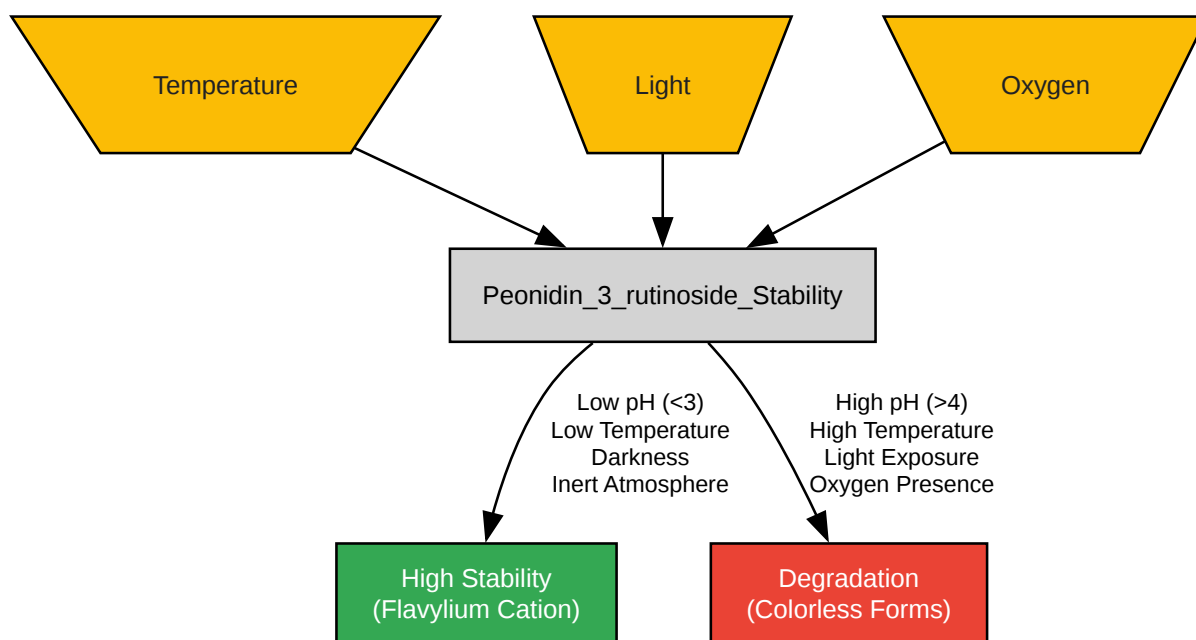 Temperature
Light
Oxygen
Peonidin_3_rutinoside_Stability
Low pH (<3)
Low Temperature
Darkness
Inert Atmosphere
High pH (>4)
High Temperature
Light Exposure
Oxygen Presence
High Stability
(Flavylium Cation)
Degradation
(Colorless Forms)